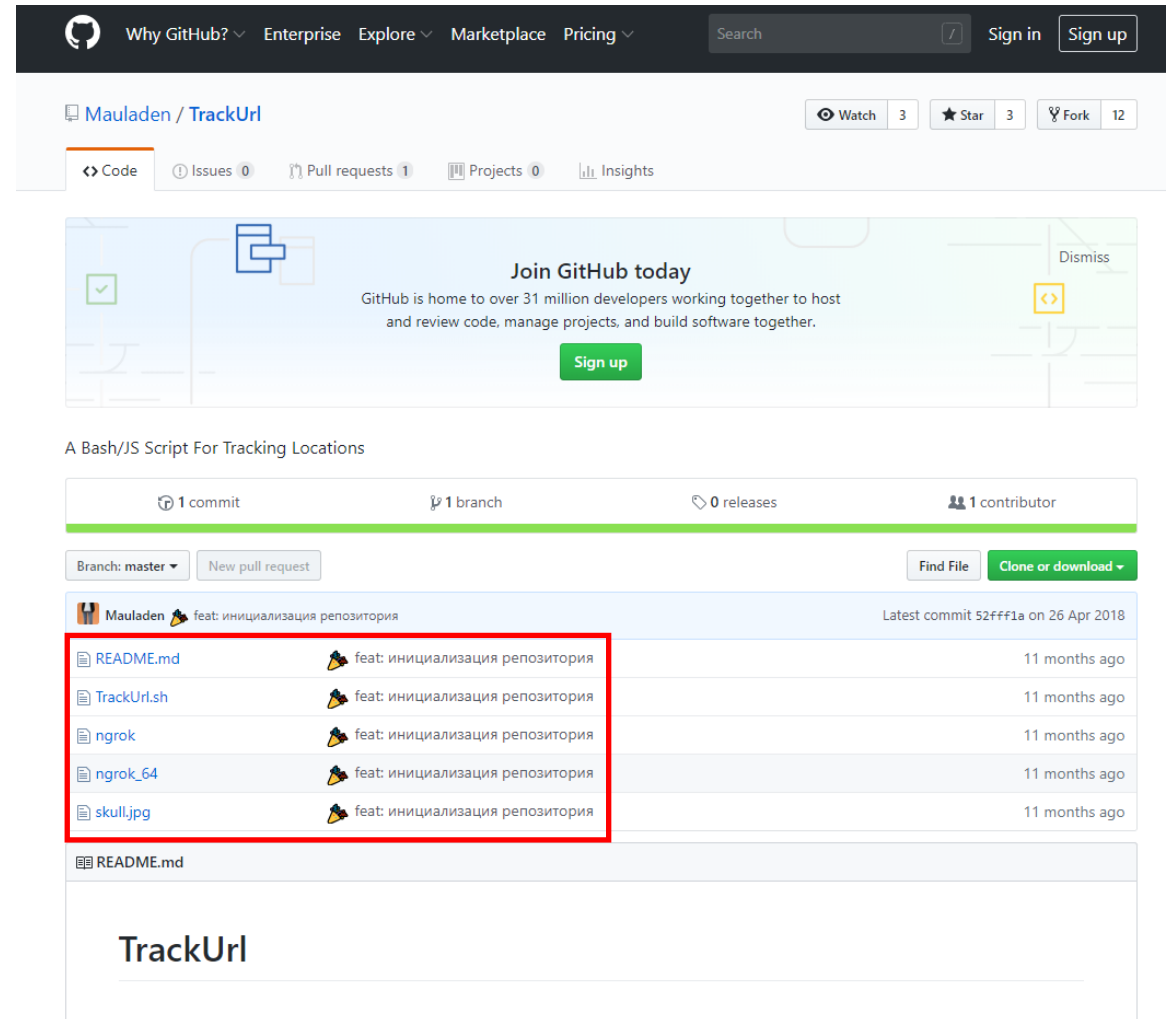 Why GitHub? Enterprise Explore Marketplace Pricing Search / Sign in Sign up
Mauladen / TrackUrl Watch 3 Star 3 Fork 12
Code Issues 0 Pull requests 1 Projects 0 Insights
Join GitHub today
Dismiss
GitHub is home to over 31 million developers working together to host
and review code, manage projects, and build software together.
Sign up
A Bash/JS Script For Tracking Locations
1 commit 1 branch 0 releases 1 contributor
Branch: master New pull request Find File Clone or download
Mauladen feat: инициализация репозитория Latest commit 52fff1a on 26 Apr 2018
README.md feat: инициализация репозитория 11 months ago
TrackUrl.sh feat: инициализация репозитория 11 months ago
ngrok feat: инициализация репозитория 11 months ago
ngrok_64 feat: инициализация репозитория 11 months ago
skull.jpg feat: инициализация репозитория 11 months ago
README.md
TrackUrl